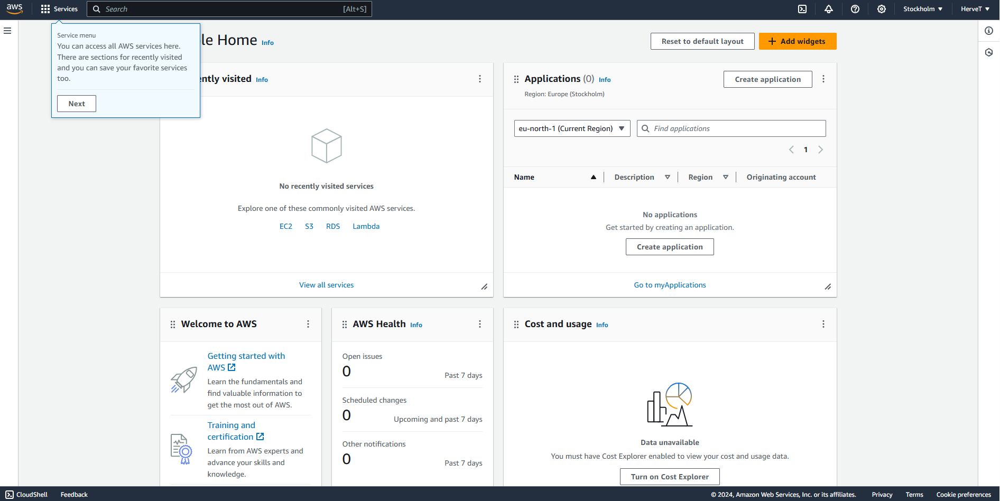 aws
Services
Search
[Alt+S]
Stockholm
HerveT
Service menu
You can access all AWS services here.
There are sections for recently visited
and you can save your favorite services
too.
Next
le Home
Info
Reset to default layout
Add widgets
ently visited
Info
No recently visited services
Explore one of these commonly visited AWS services.
EC2 S3 RDS Lambda
View all services
Applications (0)
Info
Region: Europe (Stockholm)
Create application
eu-north-1 (Current Region)
Find applications
1
Name Description Region Originating account
No applications
Get started by creating an application.
Create application
Go to myApplications
Welcome to AWS
Getting started with
AWS
Learn the fundamentals and
find valuable information to
get the most out of AWS.
Training and
certification
Learn from AWS experts and
advance your skills and
knowledge.
AWS Health
Info
Open issues
0
Past 7 days
Scheduled changes
0
Upcoming and past 7 days
Other notifications
0
Past 7 days
Cost and usage
Info
Data unavailable
You must have Cost Explorer enabled to view your cost and usage data.
Turn on Cost Explorer
CloudShell
Feedback
© 2024, Amazon Web Services, Inc. or its affiliates.
Privacy
Terms
Cookie preferences